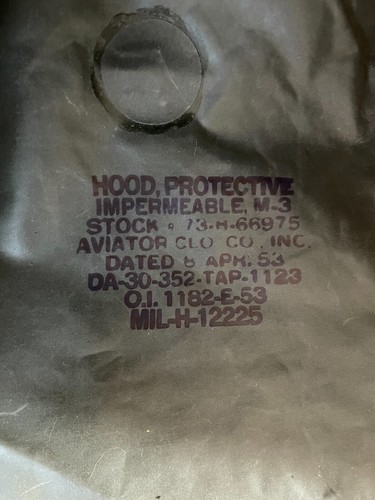 HOOD, PROTECTIVE
IMPERMEABLE, M-3
STOCK • 73-H-66975
AVIATOR CLO CO., INC.
DATED 8 APR. 53
DA-30-352-TAP-1123
O.I. 1182-E-53
MIL-H-12225